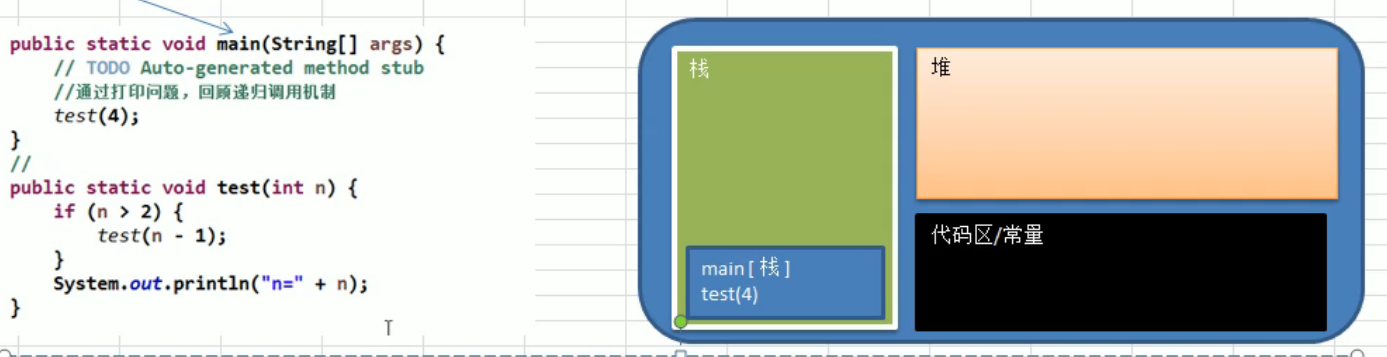 public static void main(String[] args) {
// TODO Auto-generated method stub
//通过打印问题，回顾递归调用机制
test(4);
}
//
public static void test(int n) {
if (n > 2) {
test(n - 1);
}
System.out.println("n=" + n);
}
栈
main[ 栈 ]
test(4)
堆
代码区/常量